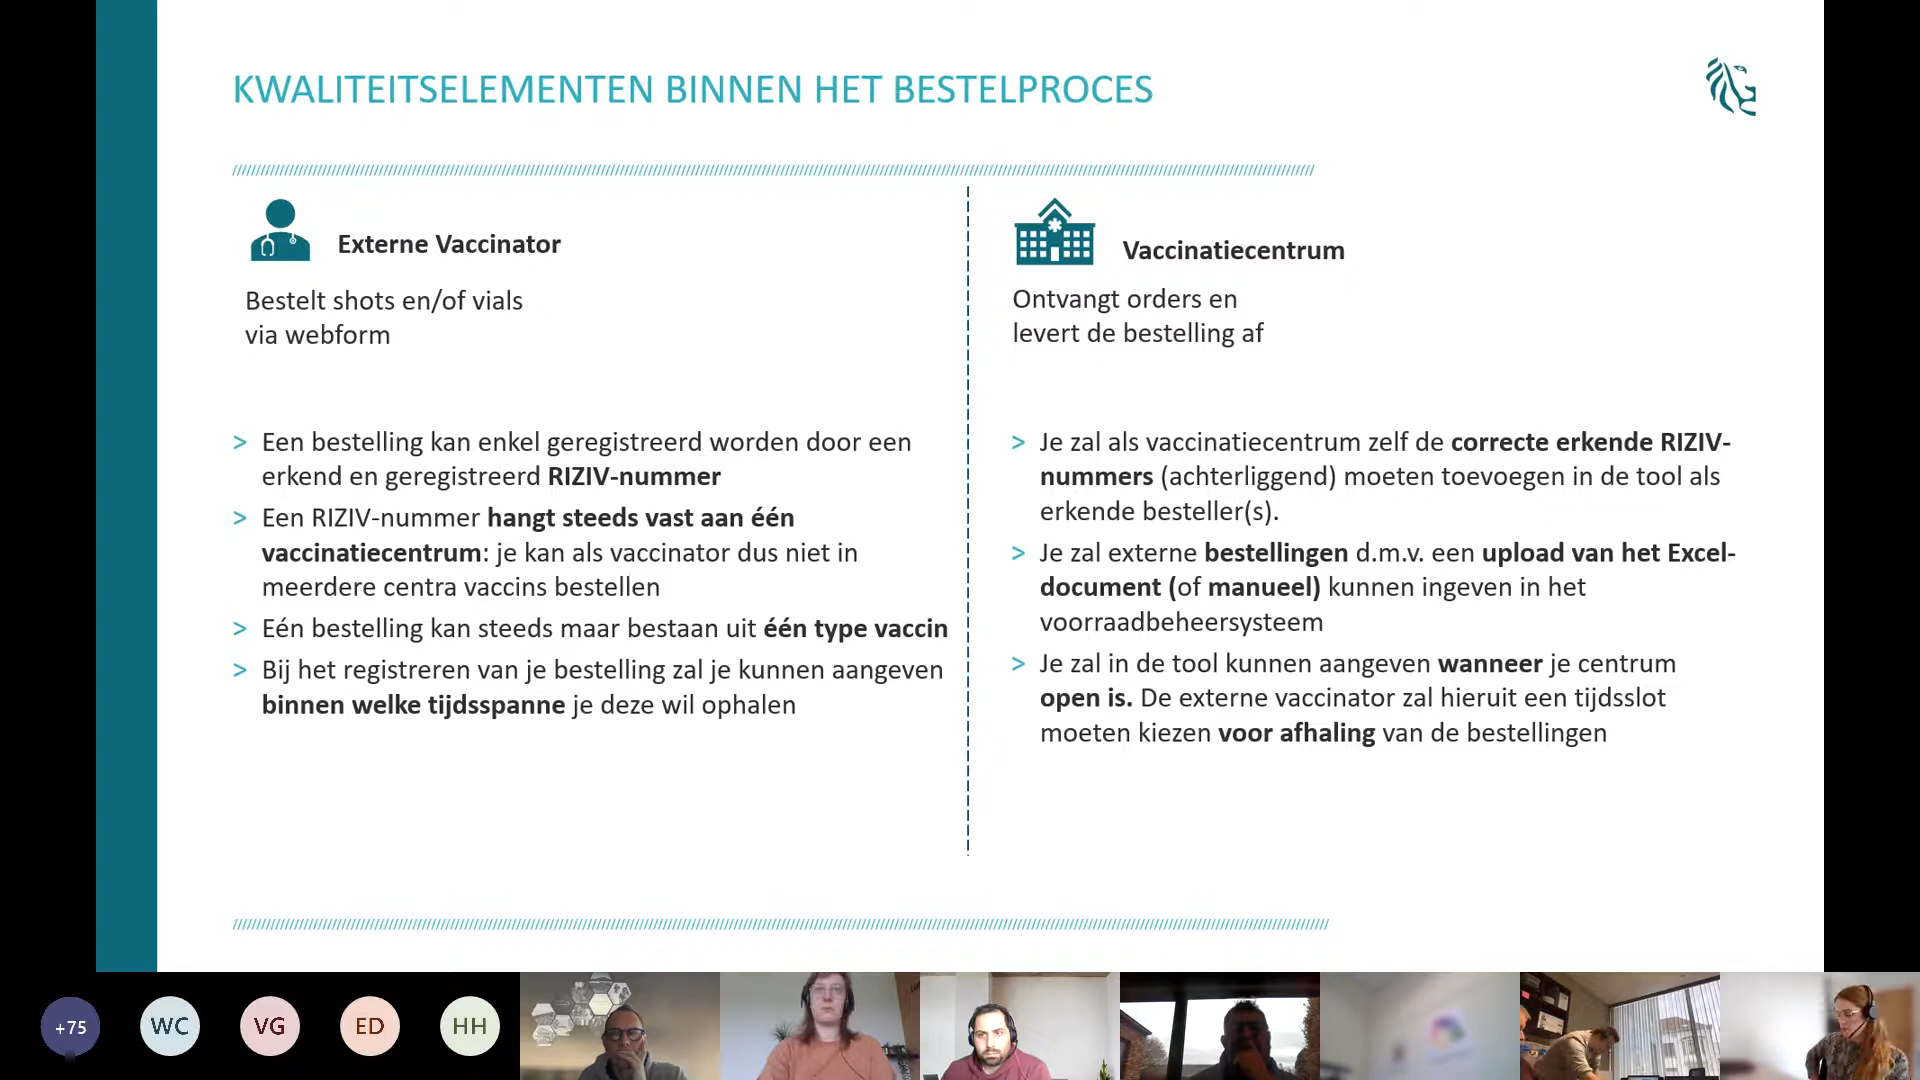 KWALITEITSELEMENTEN BINNEN HET BESTELPROCES
Externe Vaccinator
Bestelt shots en/of vials
via webform
> Een bestelling kan enkel geregistreerd worden door een
erkend en geregistreerd RIZIV-nummer
> Een RIZIV-nummer hangt steeds vast aan één
vaccinatiecentrum: je kan als vaccinator dus niet in
meerdere centra vaccins bestellen
> Eén bestelling kan steeds maar bestaan uit één type vaccin
> Bij het registreren van je bestelling zal je kunnen aangeven
binnen welke tijdsspanne je deze wil ophalen
Vaccinatiecentrum
Ontvangt orders en
levert de bestelling af
> Je zal als vaccinatiecentrum zelf de correcte erkende RIZIV-
nummers (achterliggend) moeten toevoegen in de tool als
erkende besteller(s).
> Je zal externe bestellingen d.m.v. een upload van het Excel-
document (of manueel) kunnen ingeven in het
voorraadbeheersysteem
> Je zal in de tool kunnen aangeven wanneer je centrum
open is. De externe vaccinator zal hieruit een tijdsslot
moeten kiezen voor afhaling van de bestellingen
+75
WC
VG
ED
HH